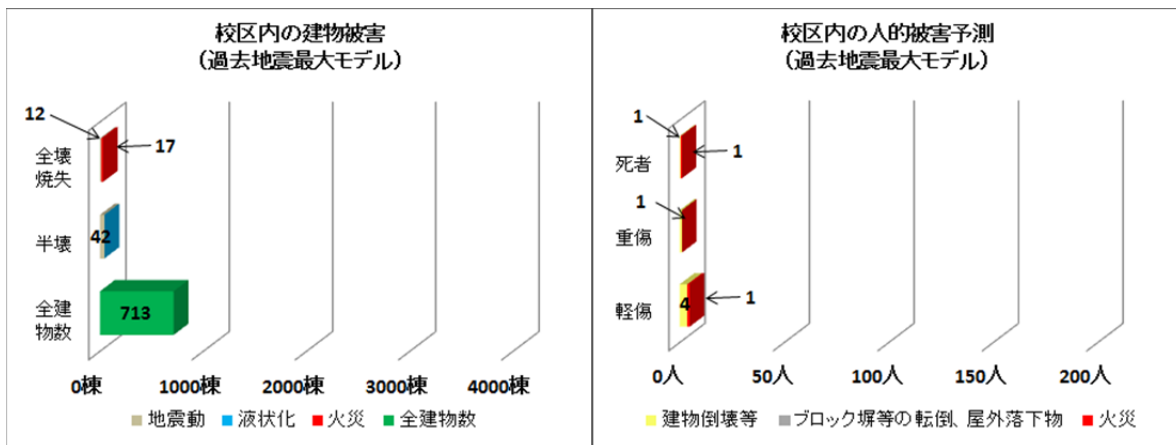 校区内の建物被害
（過去地震最大モデル）
12
17
全壊
焼失
42
半壊
713
全建
物数
0棟 1000棟 2000棟 3000棟 4000棟
地震動 液状化 火災 全建物数
校区内の人的被害予測
（過去地震最大モデル）
1
1
死者
1
重傷
4
1
軽傷
0人 50人 100人 150人 200人
建物倒壊等 ブロック塀等の転倒、屋外落下物 火災